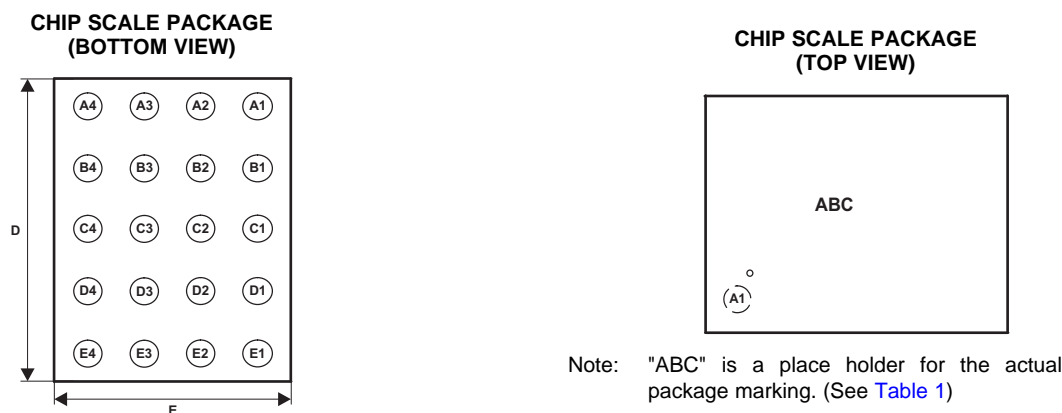 CHIP SCALE PACKAGE
(BOTTOM VIEW)
A4 A3 A2 A1
B4 B3 B2 B1
C4 C3 C2 C1
D
D4 D3 D2 D1
E4 E3 E2 E1
E
CHIP SCALE PACKAGE
(TOP VIEW)
ABC
A1
Note: "ABC" is a place holder for the actual
package marking. (See Table 1)